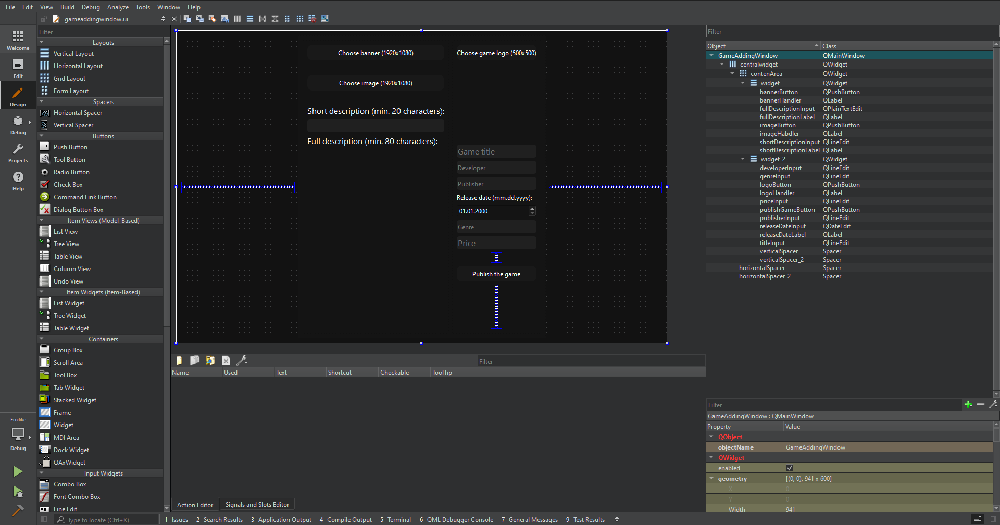 File Edit View Build Debug Analyze Tools Window Help
gameaddingwindow.ui
Welcome
Edit
Design
Debug
Projects
Help
Foxlike
Debug
Filter
Layouts
Vertical Layout
Horizontal Layout
Grid Layout
Form Layout
Spacers
Horizontal Spacer
Vertical Spacer
Buttons
OK Push Button
Tool Button
Radio Button
Check Box
Command Link Button
Dialog Button Box
Item Views (Model-Based)
List View
Tree View
Table View
Column View
Undo View
Item Widgets (Item-Based)
List Widget
Tree Widget
Table Widget
Containers
Group Box
Scroll Area
Tool Box
Tab Widget
Stacked Widget
Frame
Widget
MDI Area
Dock Widget
QAxWidget
Input Widgets
Combo Box
Font Combo Box
ABI Line Edit
Choose banner (1920x1080)
Choose game logo (500x500)
Choose image (1920x1080)
Short description (min. 20 characters):
Full description (min. 80 characters):
Game title
Developer
Publisher
Release date (mm.dd.yyyy):
01.01.2000
Genre
Price
Publish the game
Filter
Name Used Text Shortcut Checkable ToolTip
Action Editor Signals and Slots Editor
Filter
Object Class
GameAddingWindow QMainWindow
centralwidget QWidget
contenArea QWidget
widget QWidget
bannerButton QPushButton
bannerHandler QLabel
fullDescriptionInput QPlainTextEdit
fullDescriptionLabel QLabel
imageButton QPushButton
imageHabdler QLabel
shortDescriptionInput QLineEdit
shortDescriptionLabel QLabel
widget_2 QWidget
developerInput QLineEdit
genreInput QLineEdit
logoButton QPushButton
logoHandler QLabel
priceInput QLineEdit
publishGameButton QPushButton
publisherInput QLineEdit
releaseDateInput QDateEdit
releaseDateLabel QLabel
titleInput QLineEdit
verticalSpacer Spacer
verticalSpacer_2 Spacer
horizontalSpacer Spacer
horizontalSpacer_2 Spacer
Filter
GameAddingWindow : QMainWindow
Property Value
QObject
objectName GameAddingWindow
QWidget
enabled
geometry [(0, 0), 941 x 600]
X 0
Y 0
Width 941
Type to locate (Ctrl+K) 1 Issues 2 Search Results 3 Application Output 4 Compile Output 5 Terminal 6 QML Debugger Console 7 General Messages 9 Test Results